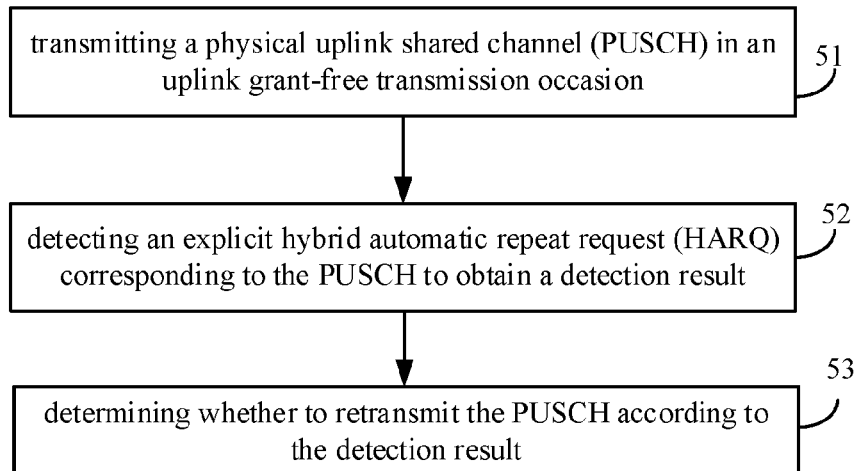 transmitting a physical uplink shared channel (PUSCH) in an
uplink grant-free transmission occasion
51
detecting an explicit hybrid automatic repeat request (HARQ)
corresponding to the PUSCH to obtain a detection result
52
determining whether to retransmit the PUSCH according to
the detection result
53